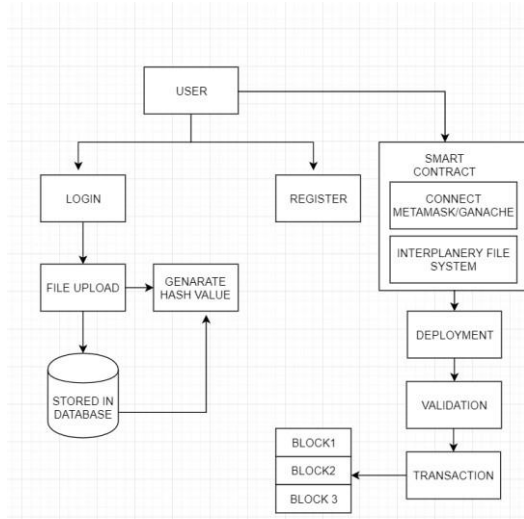 USER
LOGIN
REGISTER
SMART
CONTRACT
CONNECT
METAMASK/GANACHE
INTERPLANERY FILE
SYSTEM
FILE UPLOAD
GENARATE
HASH VALUE
DEPLOYMENT
STORED IN
DATABASE
VALIDATION
BLOCK1
BLOCK2
BLOCK 3
TRANSACTION